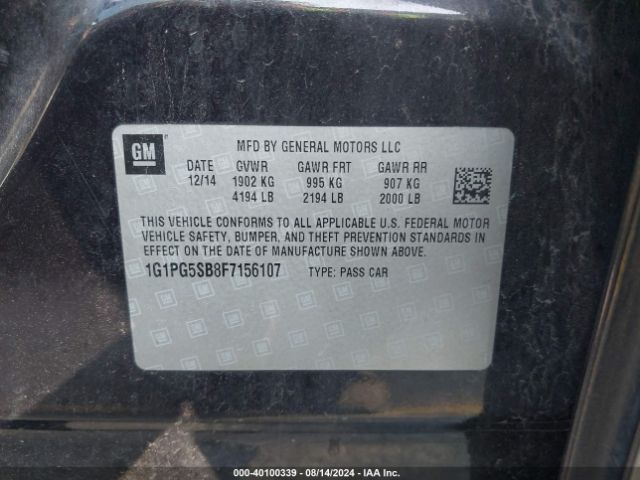 GM
MFD BY GENERAL MOTORS LLC
DATE GVWR GAWR FRT GAWR RR
12/14 1902 KG 995 KG 907 KG
4194 LB 2194 LB 2000 LB
THIS VEHICLE CONFORMS TO ALL APPLICABLE U.S. FEDERAL MOTOR
VEHICLE SAFETY, BUMPER, AND THEFT PREVENTION STANDARDS IN
EFFECT ON THE DATE OF MANUFACTURE SHOWN ABOVE.
1G1PG5SB8F7156107 TYPE: PASS CAR
000-40100339 - 08/14/2024 - IAA Inc.